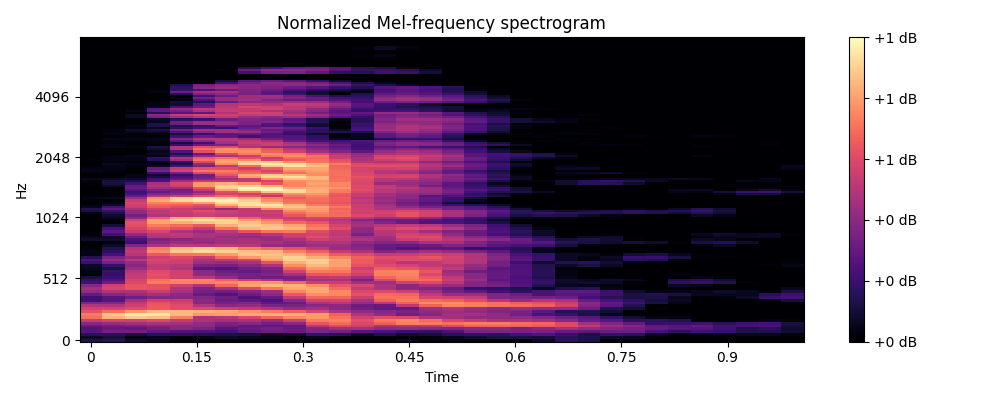 Normalized Mel-frequency spectrogram
Hz
4096
2048
1024
512
0
0 0.15 0.3 0.45 0.6 0.75 0.9
Time
+1 dB
+1 dB
+1 dB
+0 dB
+0 dB
+0 dB